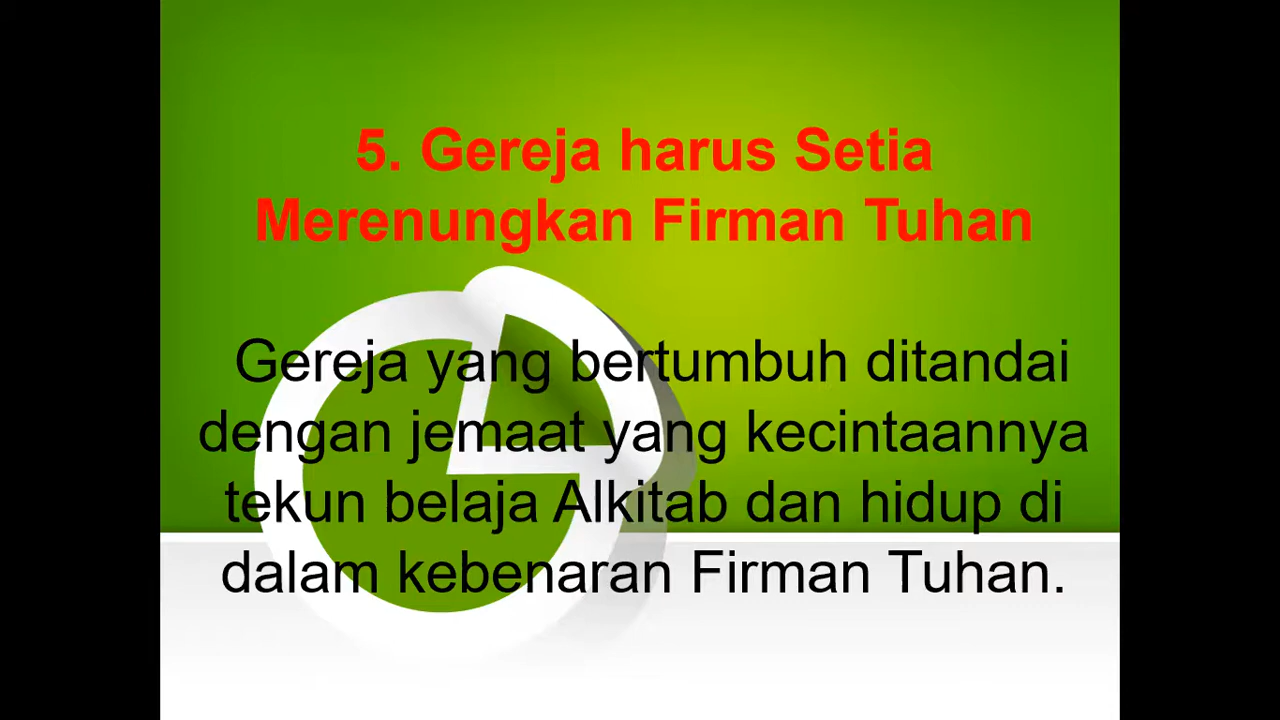 5. Gereja harus Setia
Merenungkan Firman Tuhan
Gereja yang bertumbuh ditandai
dengan jemaat yang kecintaannya
tekun belaja Alkitab dan hidup di
dalam kebenaran Firman Tuhan.